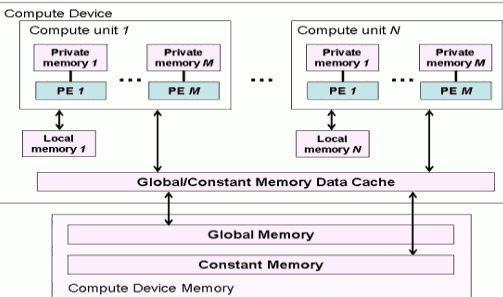 Compute Device
Compute unit 1
Compute unit N
Private memory 1
Private memory M
Private memory 1
Private memory M
PE 1
PE M
PE 1
PE M
Local memory 1
Local memory N
Global/Constant Memory Data Cache
Global Memory
Constant Memory
Compute Device Memory